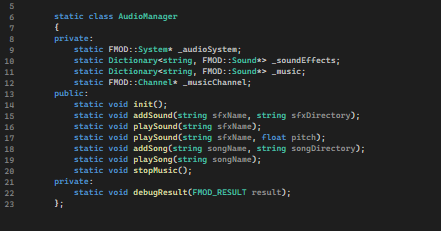 5
6 static class AudioManager
7 {
8 private:
9 static FMOD::System* _audioSystem;
10 static Dictionary<string, FMOD::Sound*> _soundEffects;
11 static Dictionary<string, FMOD::Sound*> _music;
12 static FMOD::Channel* _musicChannel;
13 public:
14 static void init();
15 static void addSound(string sfxName, string sfxDirectory);
16 static void playSound(string sfxName);
17 static void playSound(string sfxName, float pitch);
18 static void addSong(string songName, string songDirectory);
19 static void playSong(string songName);
20 static void stopMusic();
21 private:
22 static void debugResult(FMOD_RESULT result);
23 };